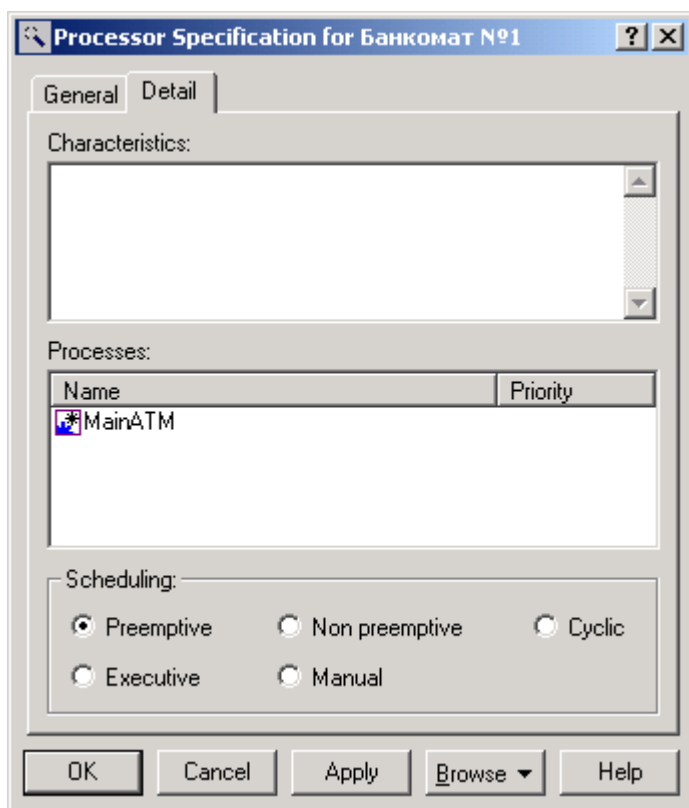 Processor Specification for Банкомат №1
General Detail
Characteristics:
Processes:
Name Priority
MainATM
Scheduling:
Preemptive Non preemptive Cyclic
Executive Manual
OK Cancel Apply Browse Help